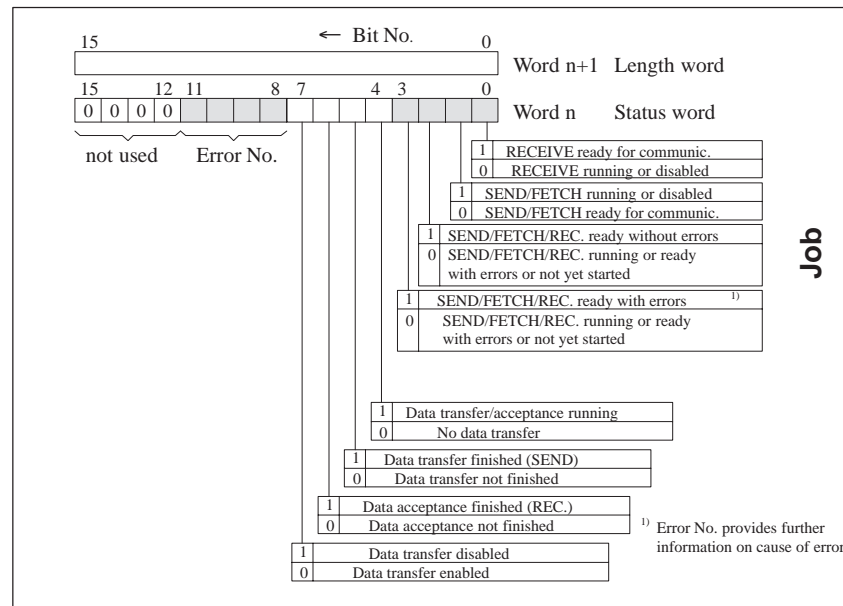 15 ← Bit No. 0
Word n+1 Length word
15 12 11 8 7 4 3 0
0 0 0 0 Word n Status word
not used Error No.
1 RECEIVE ready for communic.
0 RECEIVE running or disabled
1 SEND/FETCH running or disabled
0 SEND/FETCH ready for communic.
1 SEND/FETCH/REC. ready without errors
0 SEND/FETCH/REC. running or ready
with errors or not yet started
Job
1 SEND/FETCH/REC. ready with errors 1)
0 SEND/FETCH/REC. running or ready
with errors or not yet started
1 Data transfer/acceptance running
0 No data transfer
1 Data transfer finished (SEND)
0 Data transfer not finished
1 Data acceptance finished (REC.)
0 Data acceptance not finished
1) Error No. provides further
information on cause of error
1 Data transfer disabled
0 Data transfer enabled